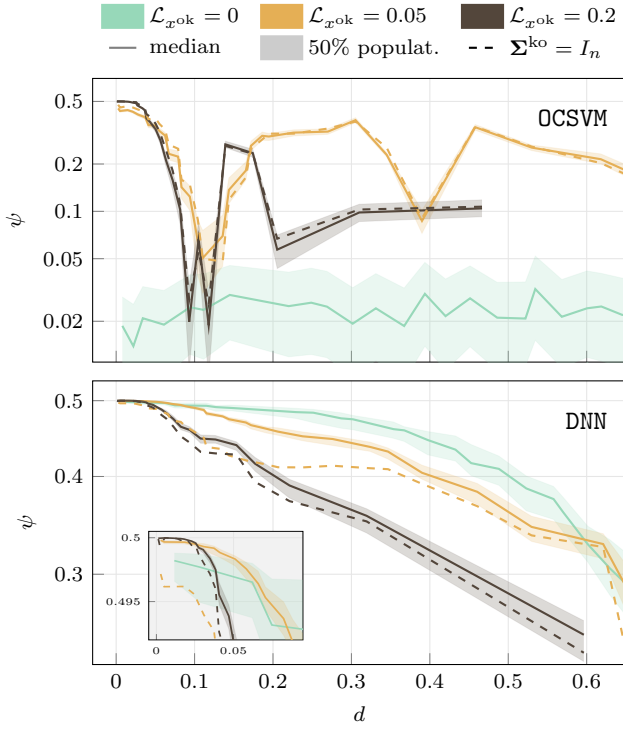 ℒ_{x^{ok}} = 0 ℒ_{x^{ok}} = 0.05 ℒ_{x^{ok}} = 0.2
median 50% populat. Σ^{ko} = I_n
0.5
OCSVM
0.2
ψ
0.1
0.05
0.02
0.5
DNN
0.4
ψ
0.5
0.3
0.495
0 0.05
0 0.1 0.2 0.3 0.4 0.5 0.6
d